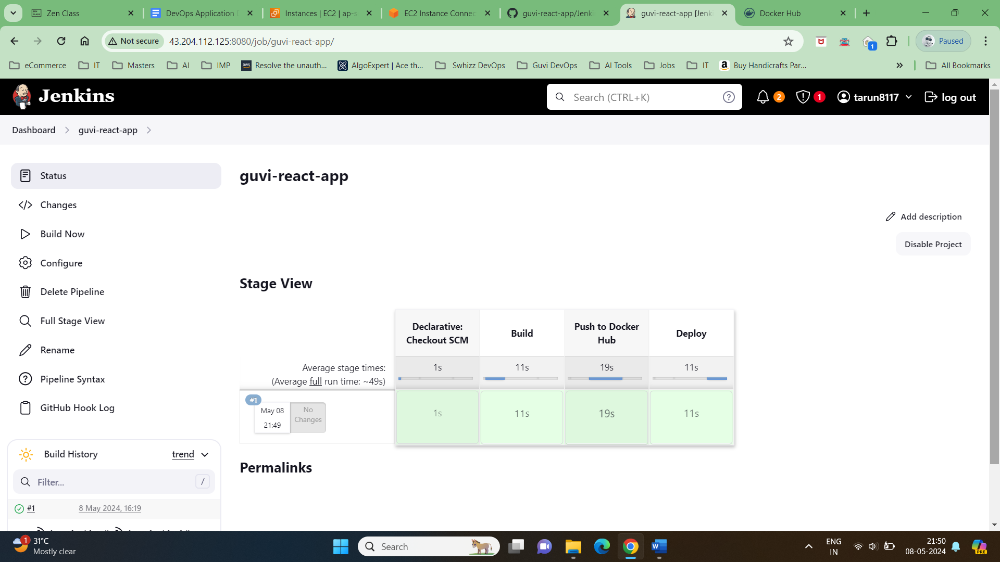 Zen Class
DevOps Application
Instances | EC2 | ap-s
EC2 Instance Connec
guvi-react-app/Jenki
guvi-react-app [Jenki
Docker Hub
Not secure
43.204.112.125:8080/job/guvi-react-app/
1
Paused
eCommerce
IT
Masters
AI
IMP
Resolve the unauth...
AlgoExpert | Ace th...
Swhizz DevOps
Guvi DevOps
AI Tools
Jobs
IT
Buy Handicrafts Par...
All Bookmarks
Jenkins
Search (CTRL+K)
2
1
tarun8117
log out
Dashboard
guvi-react-app
Status
Changes
Build Now
Configure
Delete Pipeline
Full Stage View
Rename
Pipeline Syntax
GitHub Hook Log
Build History
trend
Filter...
/
#1
8 May 2024, 16:19
guvi-react-app
Add description
Disable Project
Stage View
Declarative:
Checkout SCM
Build
Push to Docker
Hub
Deploy
Average stage times:
(Average full run time: ~49s)
1s
11s
19s
11s
#1
May 08
21:49
No
Changes
1s
11s
19s
11s
Permalinks
1
31°C
Mostly clear
Search
ENG
IN
21:50
08-05-2024
PRE